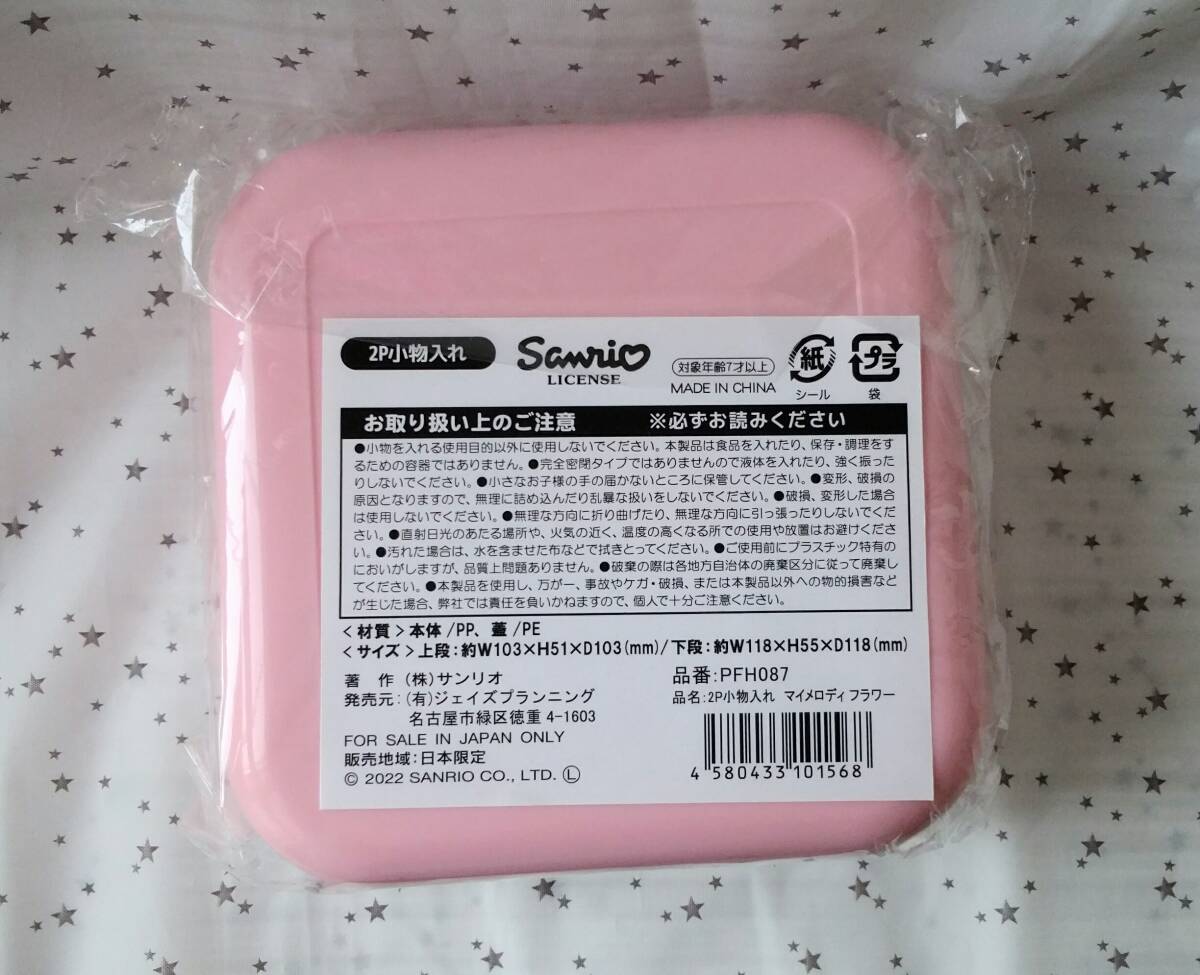 2P小物入れ
Sanrio
LICENSE
対象年齢7才以上
MADE IN CHINA
紙
シール
プラ
袋
お取り扱い上のご注意 ※必ずお読みください
●小物を入れる使用目的以外に使用しないでください。本製品は食品を入れたり、保存・調理をす
るための容器ではありません。●完全密閉タイプではありませんので液体を入れたり、強く振った
りしないでください。●小さなお子様の手の届かないところに保管してください。●変形、破損の
原因となりますので、無理に詰め込んだり乱暴な扱いをしないでください。●破損、変形した場合
は使用しないでください。●無理な方向に折り曲げたり、無理な方向に引っ張ったりしないでくだ
さい。●直射日光のあたる場所や、火気の近く、温度の高くなる所での使用や放置はお避けくださ
い。●汚れた場合は、水を含ませた布などで拭きとってください。●ご使用前にプラスチック特有の
においがしますが、品質上問題ありません。●破棄の際は各地方自治体の廃棄区分に従って廃棄し
てください。●本製品を使用し、万が一、事故やケガ・破損、または本製品以外への物的損害など
が生じた場合、弊社では責任を負いかねますので、個人で十分ご注意ください。
<材質>本体/PP、蓋/PE
<サイズ>上段:約W103×H51×D103(mm)/下段:約W118×H55×D118(mm)
著 作 (株)サンリオ
発売元:(有)ジェイズプランニング
名古屋市緑区徳重 4-1603
FOR SALE IN JAPAN ONLY
販売地域:日本限定
© 2022 SANRIO CO., LTD. Ⓛ
品番:PFH087
品名:2P小物入れ マイメロディ フラワー
4 580433 101568